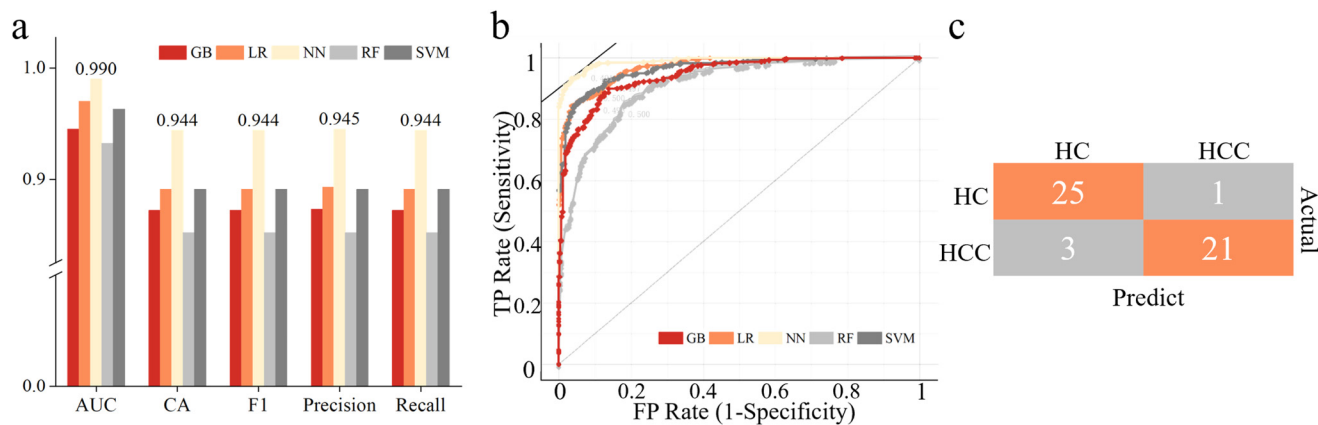 a
GB LR NN RF SVM
1.0
0.9
0.0
0.990
0.944
0.944
0.945
0.944
AUC CA F1 Precision Recall
b
TP Rate (Sensitivity)
1
0.8
0.6
0.4
0.2
0
0.500
GB LR NN RF SVM
0 0.2 0.4 0.6 0.8 1
FP Rate (1-Specificity)
c
HC HCC
HC 25 1
HCC 3 21
Actual
Predict